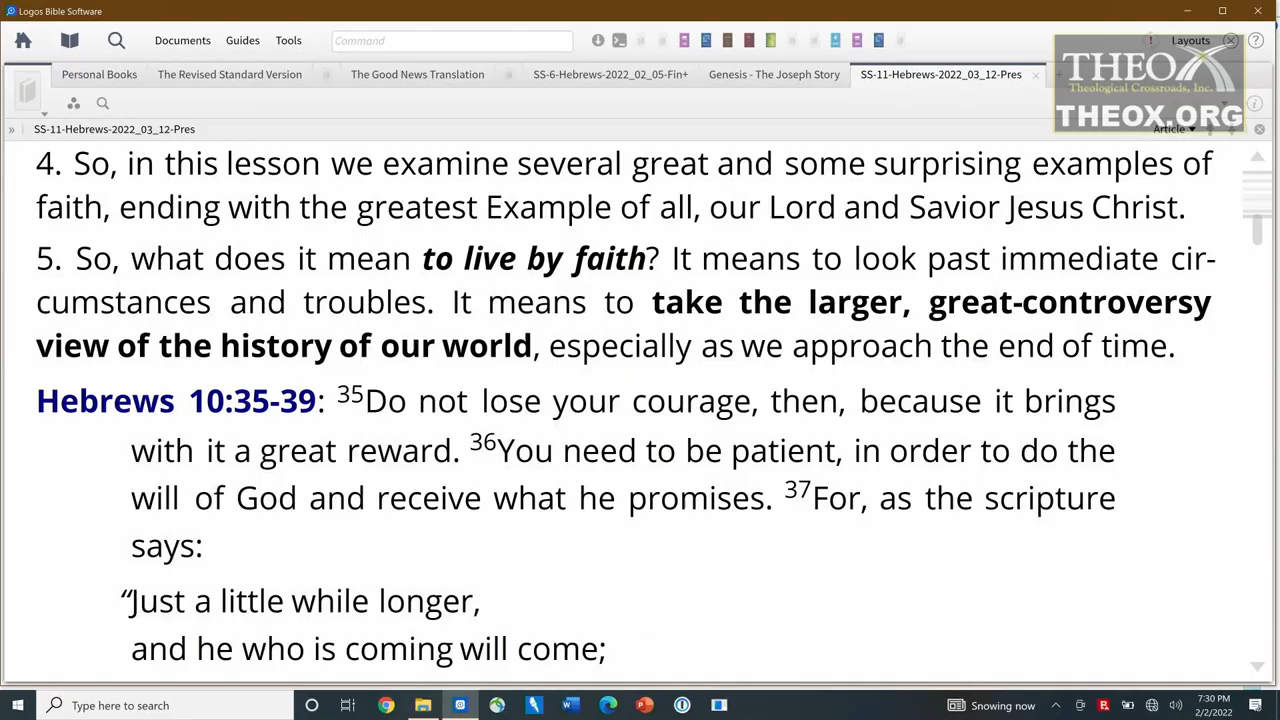 Logos Bible Software
Documents Guides Tools Command Layouts
THEOX
Theological Crossroads, Inc.
THEOX.ORG
Personal Books The Revised Standard Version The Good News Translation SS-6-Hebrews-2022_02_05-Fin+ Genesis - The Joseph Story SS-11-Hebrews-2022_03_12-Pres
SS-11-Hebrews-2022_03_12-Pres Article
4. So, in this lesson we examine several great and some surprising examples of
faith, ending with the greatest Example of all, our Lord and Savior Jesus Christ.
5. So, what does it mean to live by faith? It means to look past immediate cir-
cumstances and troubles. It means to take the larger, great-controversy
view of the history of our world, especially as we approach the end of time.
Hebrews 10:35-39: 35Do not lose your courage, then, because it brings
with it a great reward. 36You need to be patient, in order to do the
will of God and receive what he promises. 37For, as the scripture
says:
“Just a little while longer,
and he who is coming will come;
Type here to search
Snowing now
7:30 PM
2/2/2022